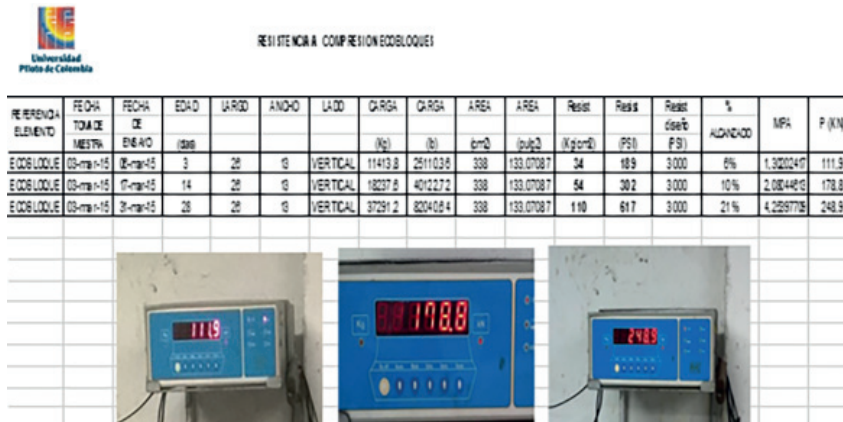 RESISTENCIA A COMPRESION ECOBLOQUES
Universidad
Piloto de Colombia
REFERENCIA ELEMENTO FECHA TOMA DE MUESTRA FECHA DE ENSAYO EDAD (dias) LARGO ANCHO LADO CARGA (Kg) CARGA (lb) AREA (cm2) AREA (pulg2) Resist (Kg/cm2) Resist (PSI) Resist diseño (PSI) % ALCANZADO MPA P (KN)
ECOBLOQUE 03-mar-15 06-mar-15 3 26 13 VERTICAL 11413.8 25110.36 338 133.07087 34 189 3000 6% 1,30202417 111,9
ECOBLOQUE 03-mar-15 17-mar-15 14 26 13 VERTICAL 18237.6 40122.72 338 133.07087 54 302 3000 10% 2,08044613 178,8
ECOBLOQUE 03-mar-15 31-mar-15 28 26 13 VERTICAL 37291.2 82040.64 338 133.07087 110 617 3000 21% 4,25397709 248,9
111.9
178.8
Kg
kN
248.9